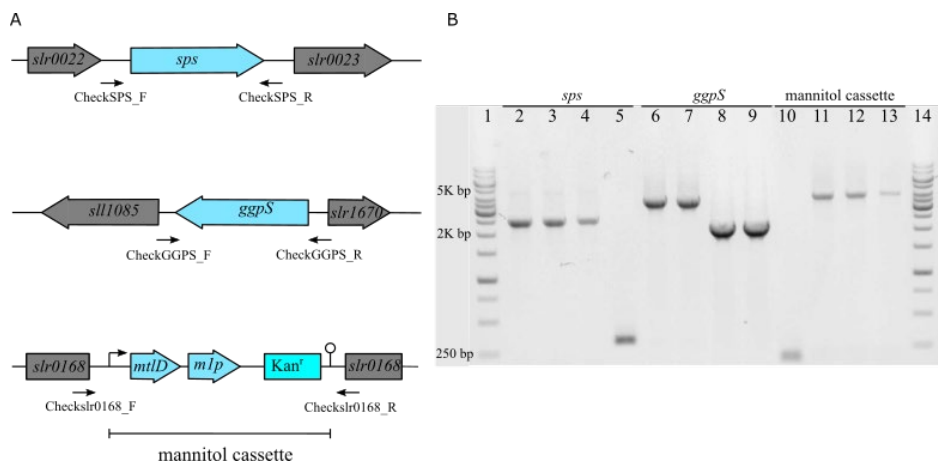 A
slr0022 sps slr0023
CheckSPS_F CheckSPS_R
sll1085 ggpS slr1670
CheckGGPS_F CheckGGPS_R
slr0168 mtlD m1p Kanʳ slr0168
Checkslr0168_F Checkslr0168_R
mannitol cassette
B
sps ggpS mannitol cassette
1 2 3 4 5 6 7 8 9 10 11 12 13 14
5K bp
2K bp
250 bp